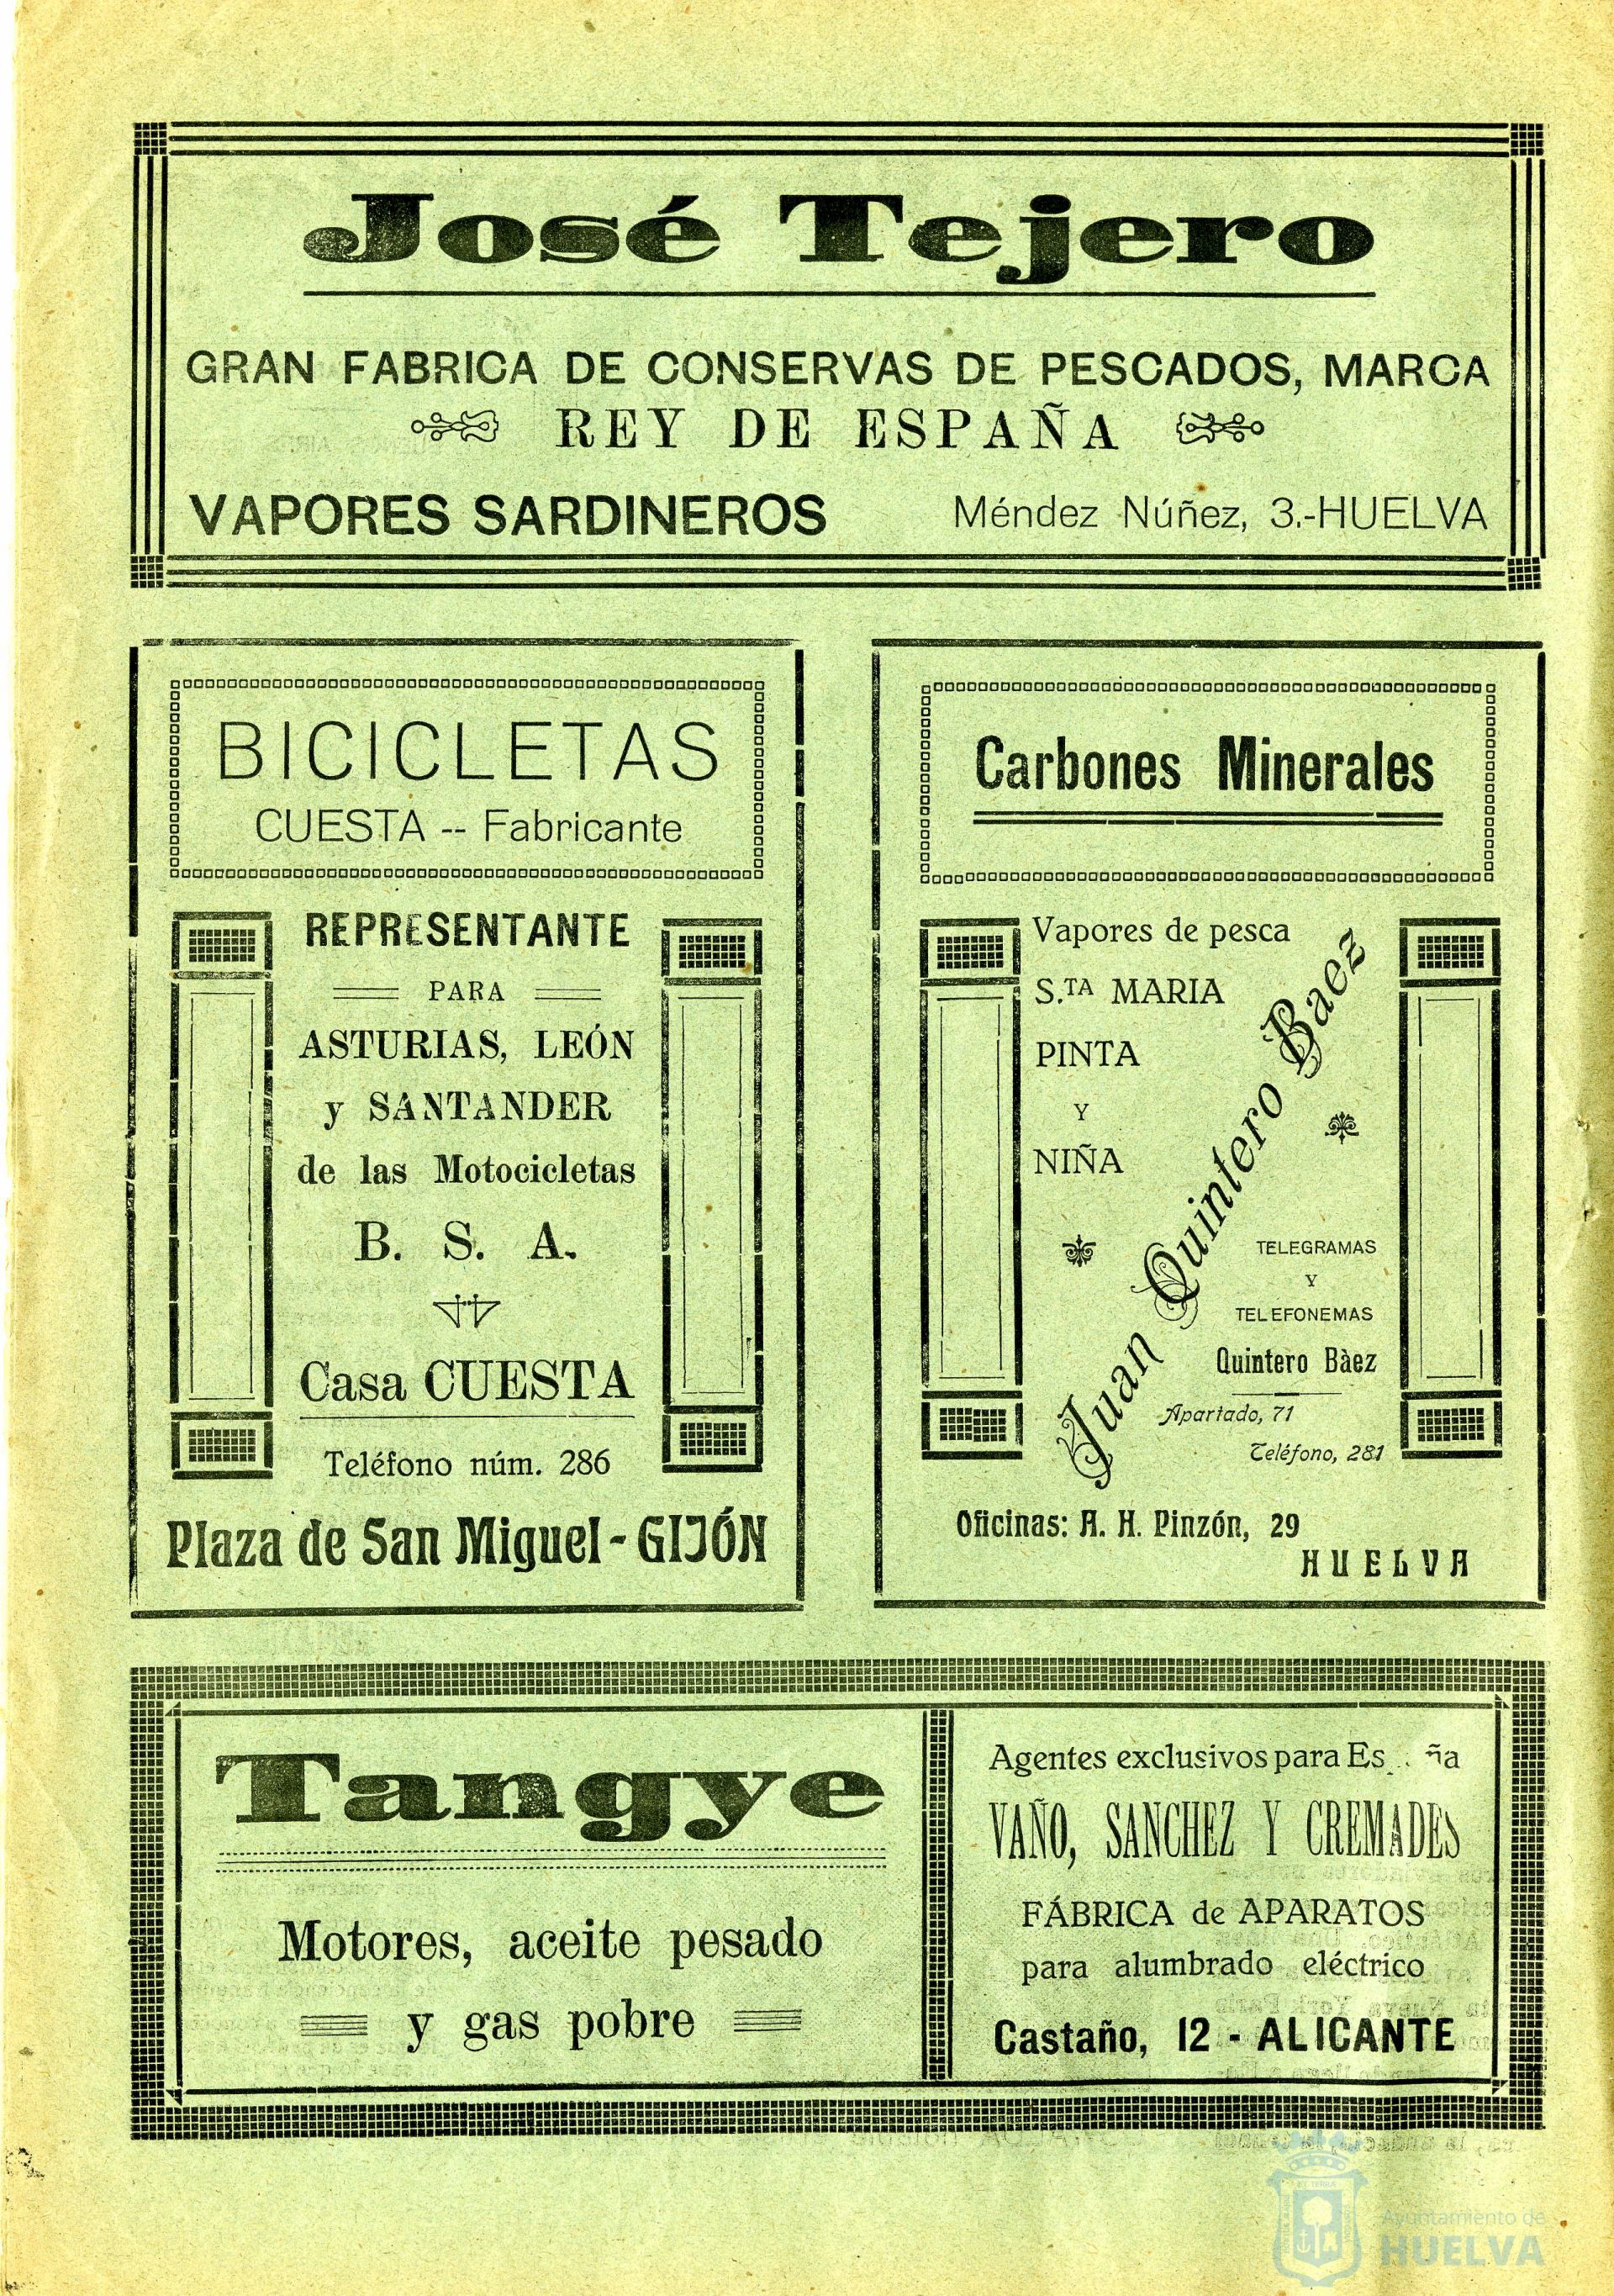 José Tejero
GRAN FABRICA DE CONSERVAS DE PESCADOS, MARCA
REY DE ESPAÑA
VAPORES SARDINEROS
Méndez Núñez, 3.-HUELVA
BICICLETAS
CUESTA -- Fabricante
REPRESENTANTE
PARA
ASTURIAS, LEÓN
y SANTANDER
de las Motocicletas
B. S. A.
Casa CUESTA
Teléfono núm. 286
Plaza de San Miguel - GIJÓN
Carbones Minerales
Vapores de pesca
S.TA MARIA
PINTA
Y
NIÑA
Juan Quintero Baez
TELEGRAMAS
Y
TELEFONEMAS
Quintero Bàez
Apartado, 71
Teléfono, 281
Oficinas: A. H. Pinzón, 29
HUELVA
Tangye
Motores, aceite pesado
y gas pobre
Agentes exclusivos para Es . ña
VAÑO, SANCHEZ Y CREMADES
FÁBRICA de APARATOS
para alumbrado eléctrico
Castaño, 12 - ALICANTE
Ayuntamiento de
HUELVA